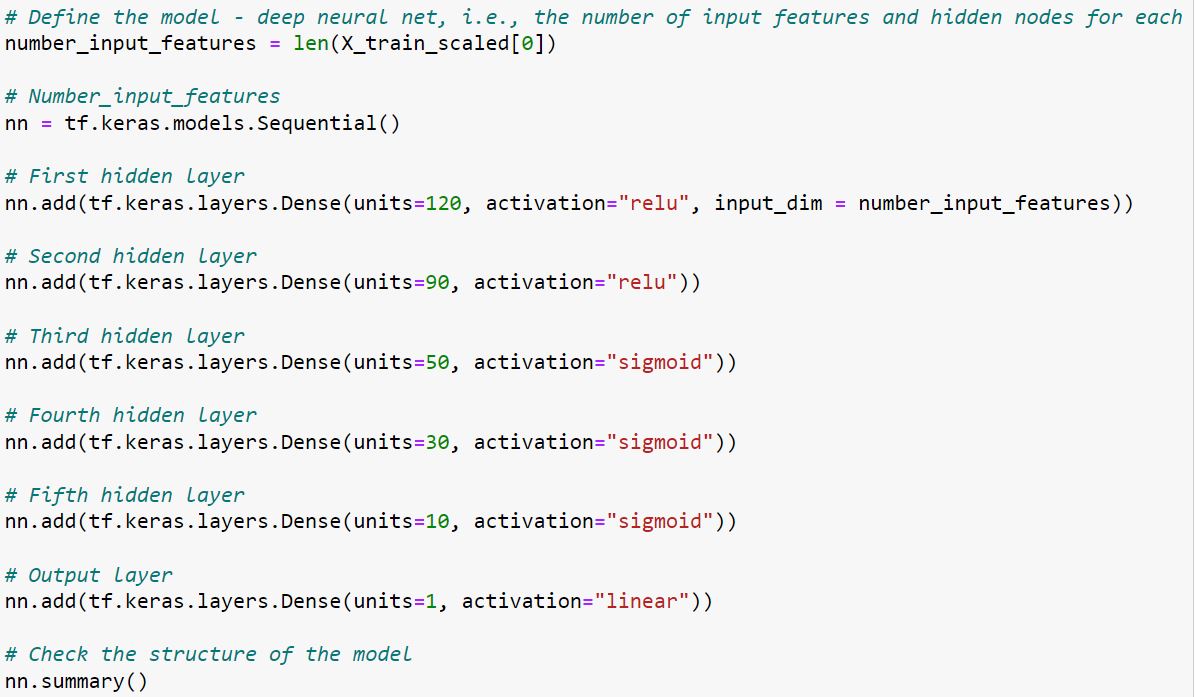 # Define the model - deep neural net, i.e., the number of input features and hidden nodes for each
number_input_features = len(X_train_scaled[0])
# Number_input_features
nn = tf.keras.models.Sequential()
# First hidden layer
nn.add(tf.keras.layers.Dense(units=120, activation="relu", input_dim = number_input_features))
# Second hidden layer
nn.add(tf.keras.layers.Dense(units=90, activation="relu"))
# Third hidden layer
nn.add(tf.keras.layers.Dense(units=50, activation="sigmoid"))
# Fourth hidden layer
nn.add(tf.keras.layers.Dense(units=30, activation="sigmoid"))
# Fifth hidden layer
nn.add(tf.keras.layers.Dense(units=10, activation="sigmoid"))
# Output layer
nn.add(tf.keras.layers.Dense(units=1, activation="linear"))
# Check the structure of the model
nn.summary()